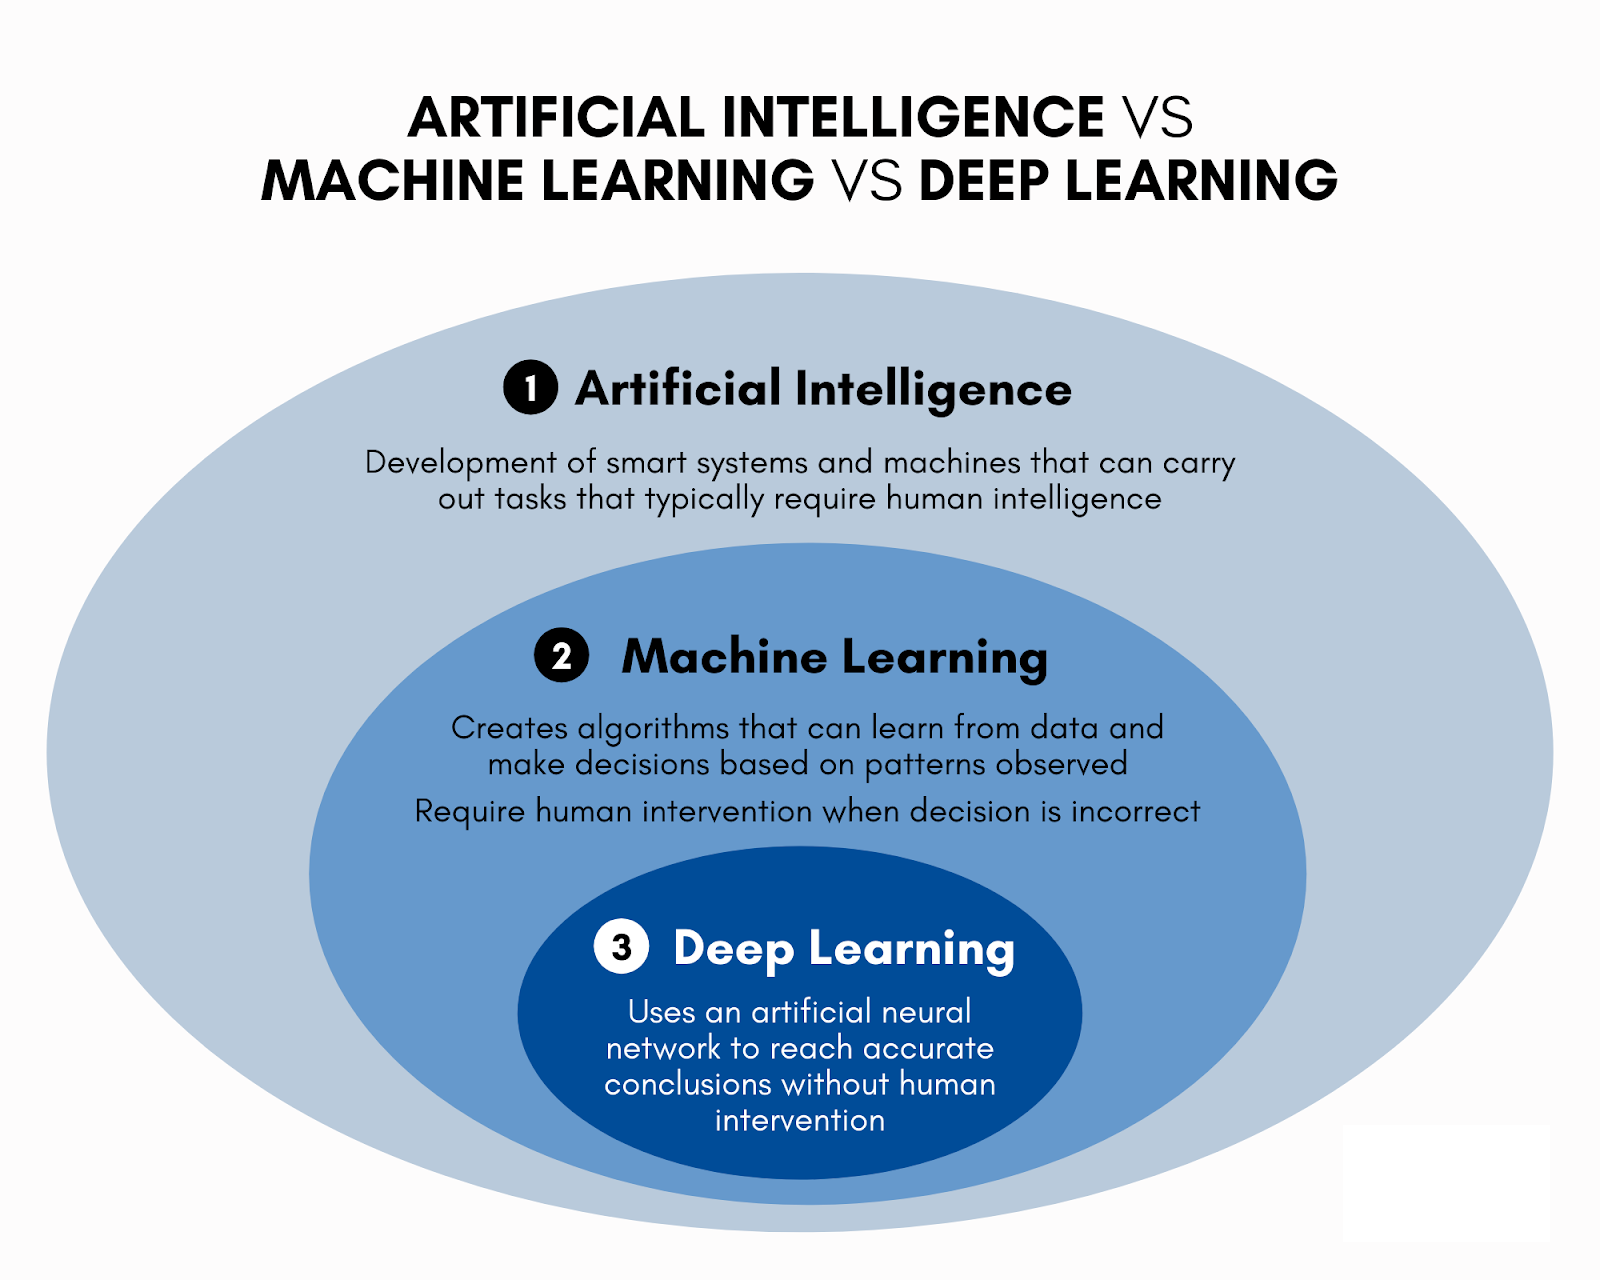 ARTIFICIAL INTELLIGENCE VS
MACHINE LEARNING VS DEEP LEARNING
1 Artificial Intelligence
Development of smart systems and machines that can carry
out tasks that typically require human intelligence
2 Machine Learning
Creates algorithms that can learn from data and
make decisions based on patterns observed
Require human intervention when decision is incorrect
3 Deep Learning
Uses an artificial neural
network to reach accurate
conclusions without human
intervention